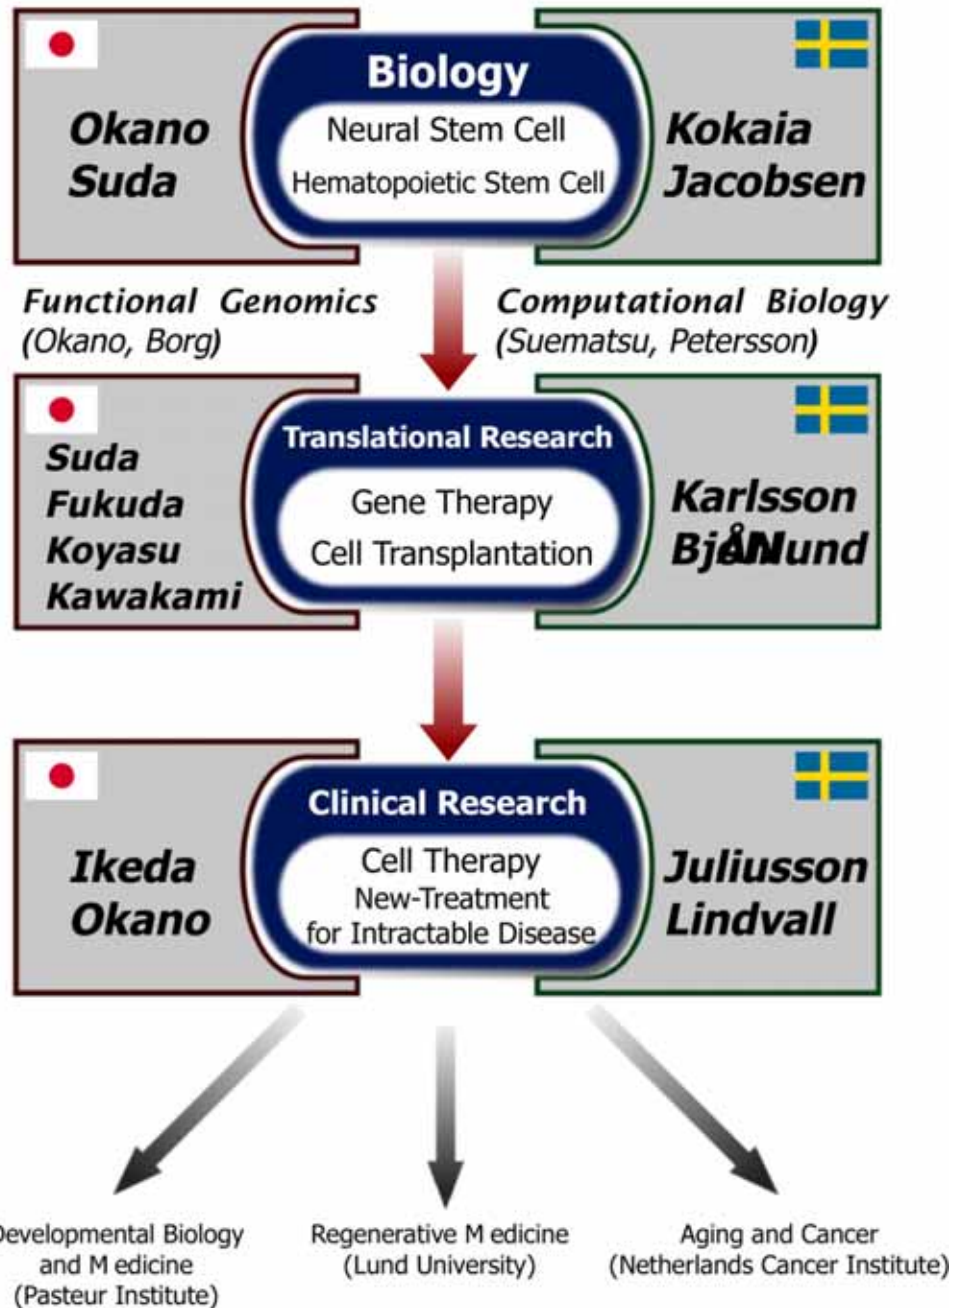 Biology
Neural Stem Cell
Hematopoietic Stem Cell
Okano
Suda
Kokaia
Jacobsen
Functional Genomics
(Okano, Borg)
Computational Biology
(Suematsu, Petersson)
Translational Research
Gene Therapy
Cell Transplantation
Suda
Fukuda
Koyasu
Kawakami
Karlsson
Clinical Research
Cell Therapy
New-Treatment
for Intractable Disease
Ikeda
Okano
Juliusson
Lindvall
Developmental Biology
and M edicine
(Pasteur Institute)
Regenerative M edicine
(Lund University)
Aging and Cancer
(Netherlands Cancer Institute)